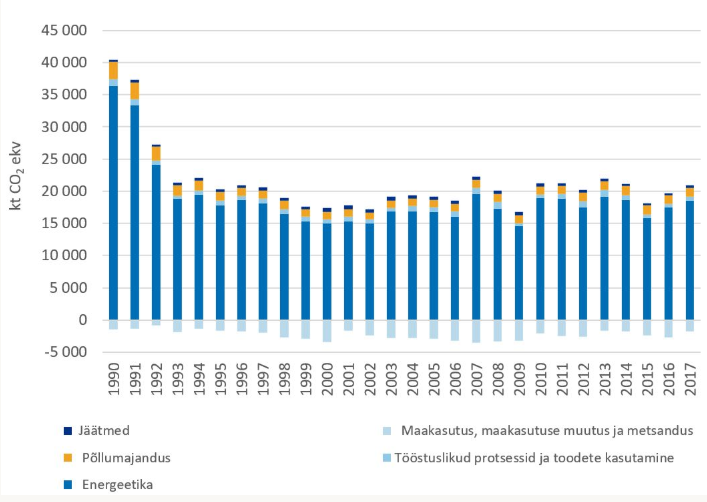 45 000
40 000
35 000
30 000
25 000
20 000
15 000
10 000
5 000
0
-5 000
kt CO₂ ekv
1990 1991 1992 1993 1994 1995 1996 1997 1998 1999 2000 2001 2002 2003 2004 2005 2006 2007 2008 2009 2010 2011 2012 2013 2014 2015 2016 2017
Jäätmed
Maakasutus, maakasutuse muutus ja metsandus
Põllumajandus
Tööstuslikud protsessid ja toodete kasutamine
Energeetika